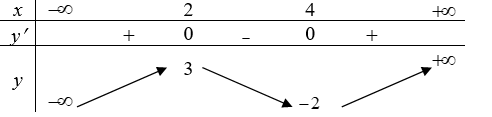 x −∞ 2 4 +∞
y′ + 0 − 0 +
+∞
3
y
−∞ −2